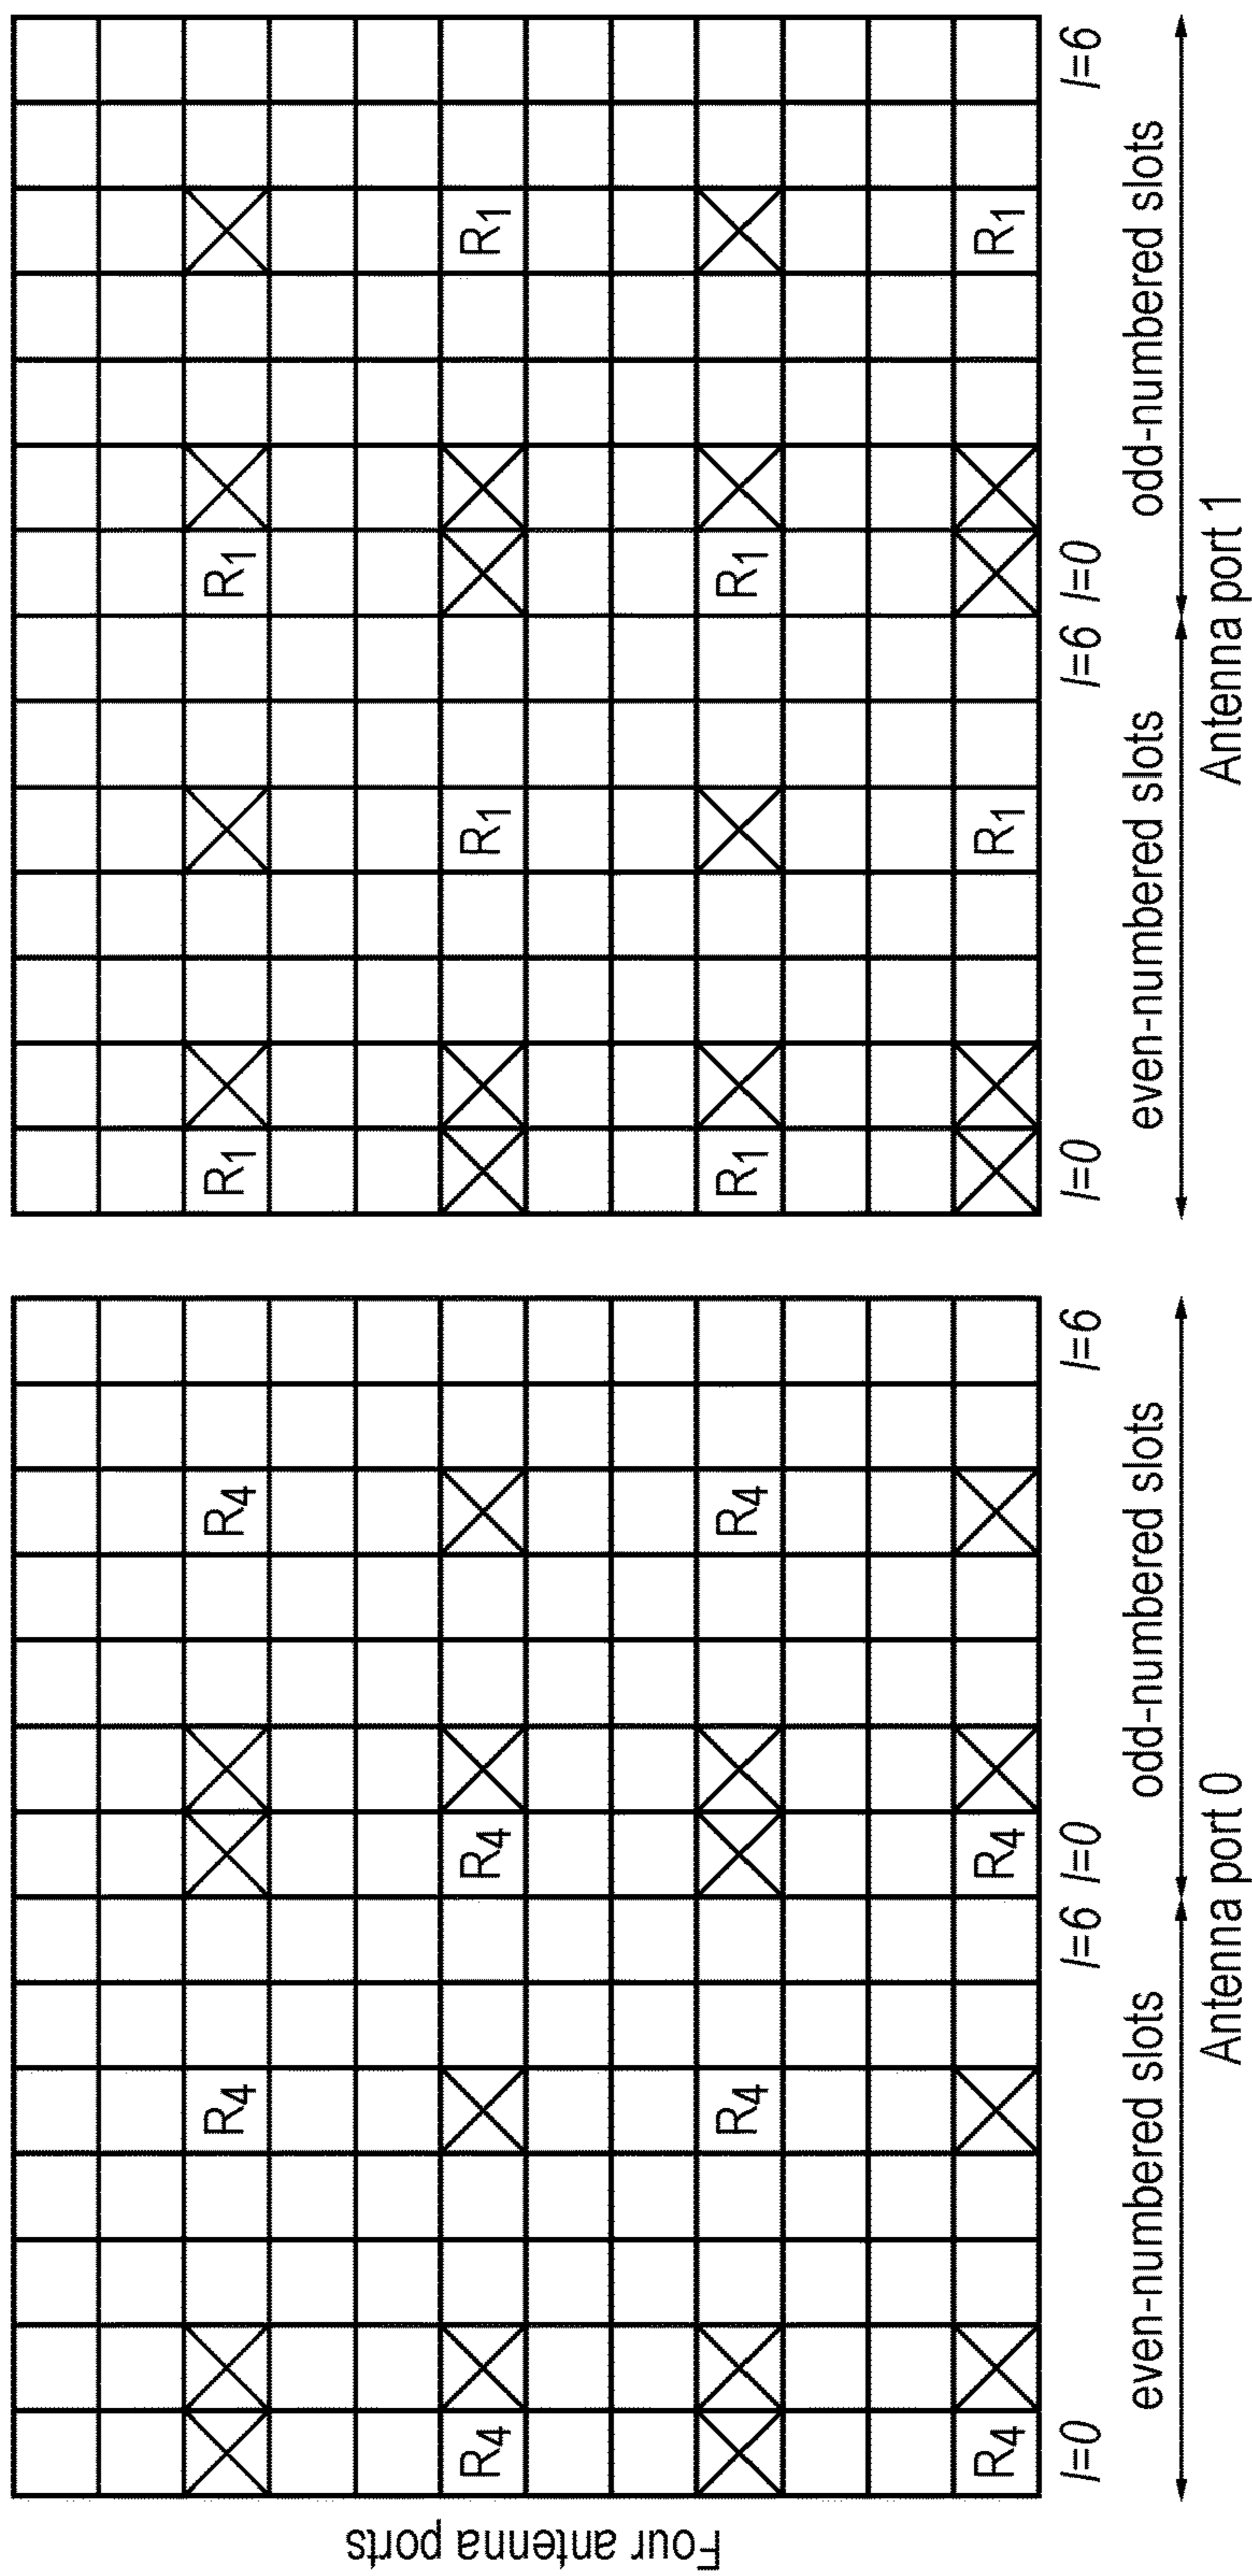 Four antenna ports
R4 R4 R1 R1
R4 R4 R1 R1
R4 R4 R1 R1
R4 R4 R1 R1
l=0 l=6 l=0 l=6 l=0 l=6 l=0 l=6
even-numbered slots odd-numbered slots even-numbered slots odd-numbered slots
Antenna port 0 Antenna port 1